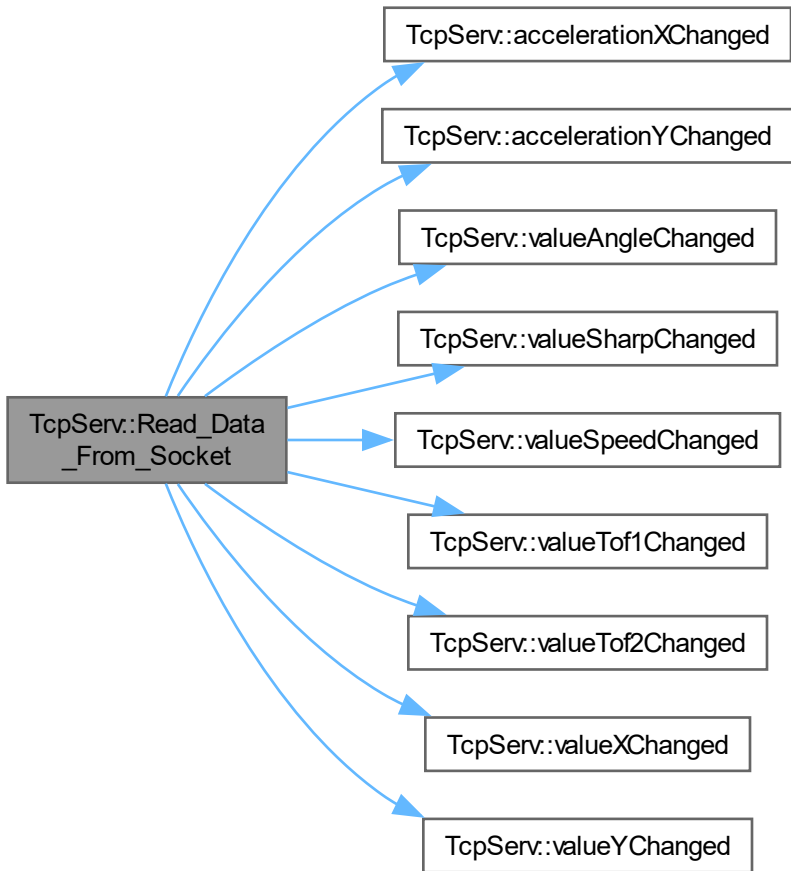 TcpServ::accelerationXChanged
TcpServ::accelerationYChanged
TcpServ::valueAngleChanged
TcpServ::valueSharpChanged
TcpServ::Read_Data
_From_Socket
TcpServ::valueSpeedChanged
TcpServ::valueTof1Changed
TcpServ::valueTof2Changed
TcpServ::valueXChanged
TcpServ::valueYChanged